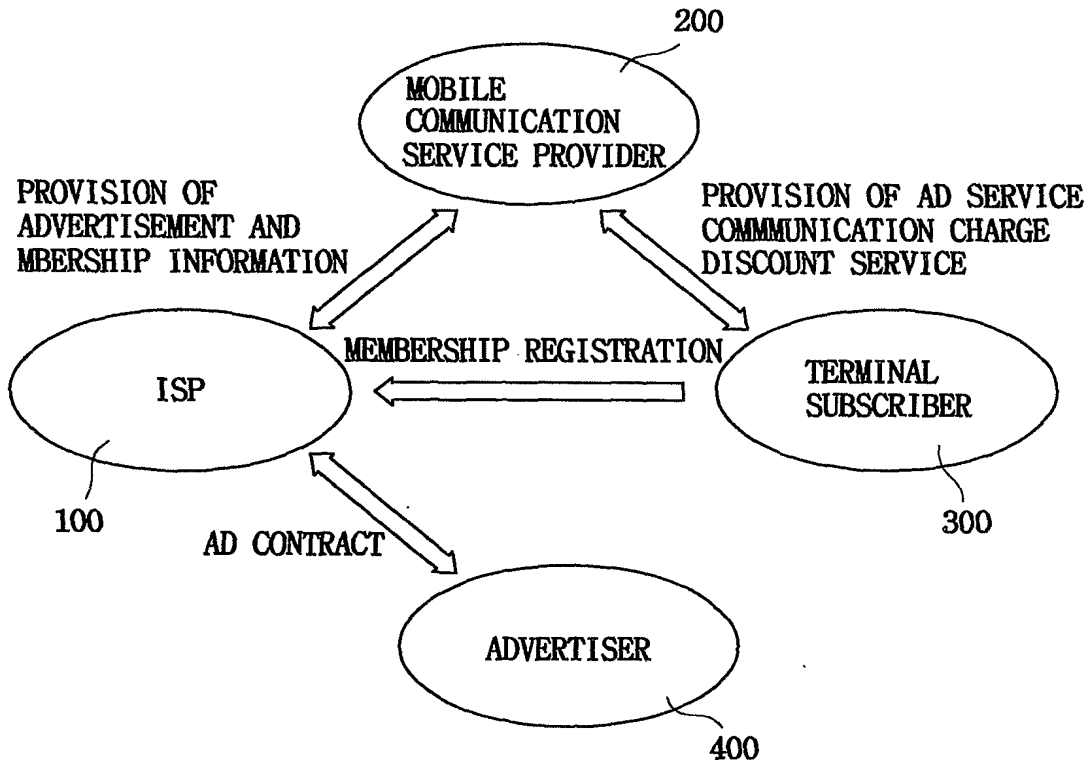 200
MOBILE
COMMUNICATION
SERVICE PROVIDER
PROVISION OF
ADVERTISEMENT AND
MBERSHIP INFORMATION
PROVISION OF AD SERVICE
COMMMUNICATION CHARGE
DISCOUNT SERVICE
MEMBERSHIP REGISTRATION
ISP
TERMINAL
SUBSCRIBER
100
300
AD CONTRACT
ADVERTISER
400